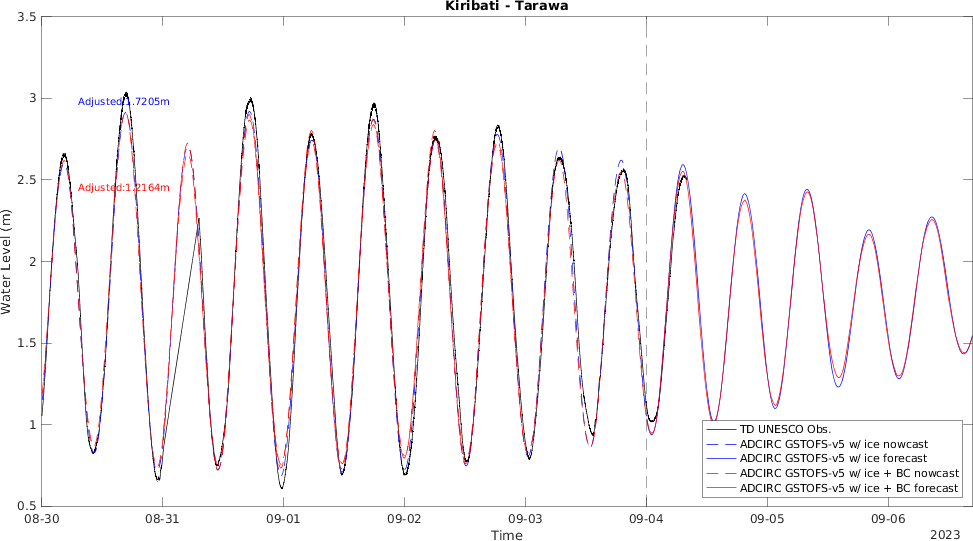 Kiribati - Tarawa
3.5
3
2.5
2
1.5
1
0.5
Water Level (m)
Adjusted:1.7205m
Adjusted:1.2164m
TD UNESCO Obs.
ADCIRC GSTOFS-v5 w/ ice nowcast
ADCIRC GSTOFS-v5 w/ ice forecast
ADCIRC GSTOFS-v5 w/ ice + BC nowcast
ADCIRC GSTOFS-v5 w/ ice + BC forecast
08-30 08-31 09-01 09-02 09-03 09-04 09-05 09-06
Time
2023